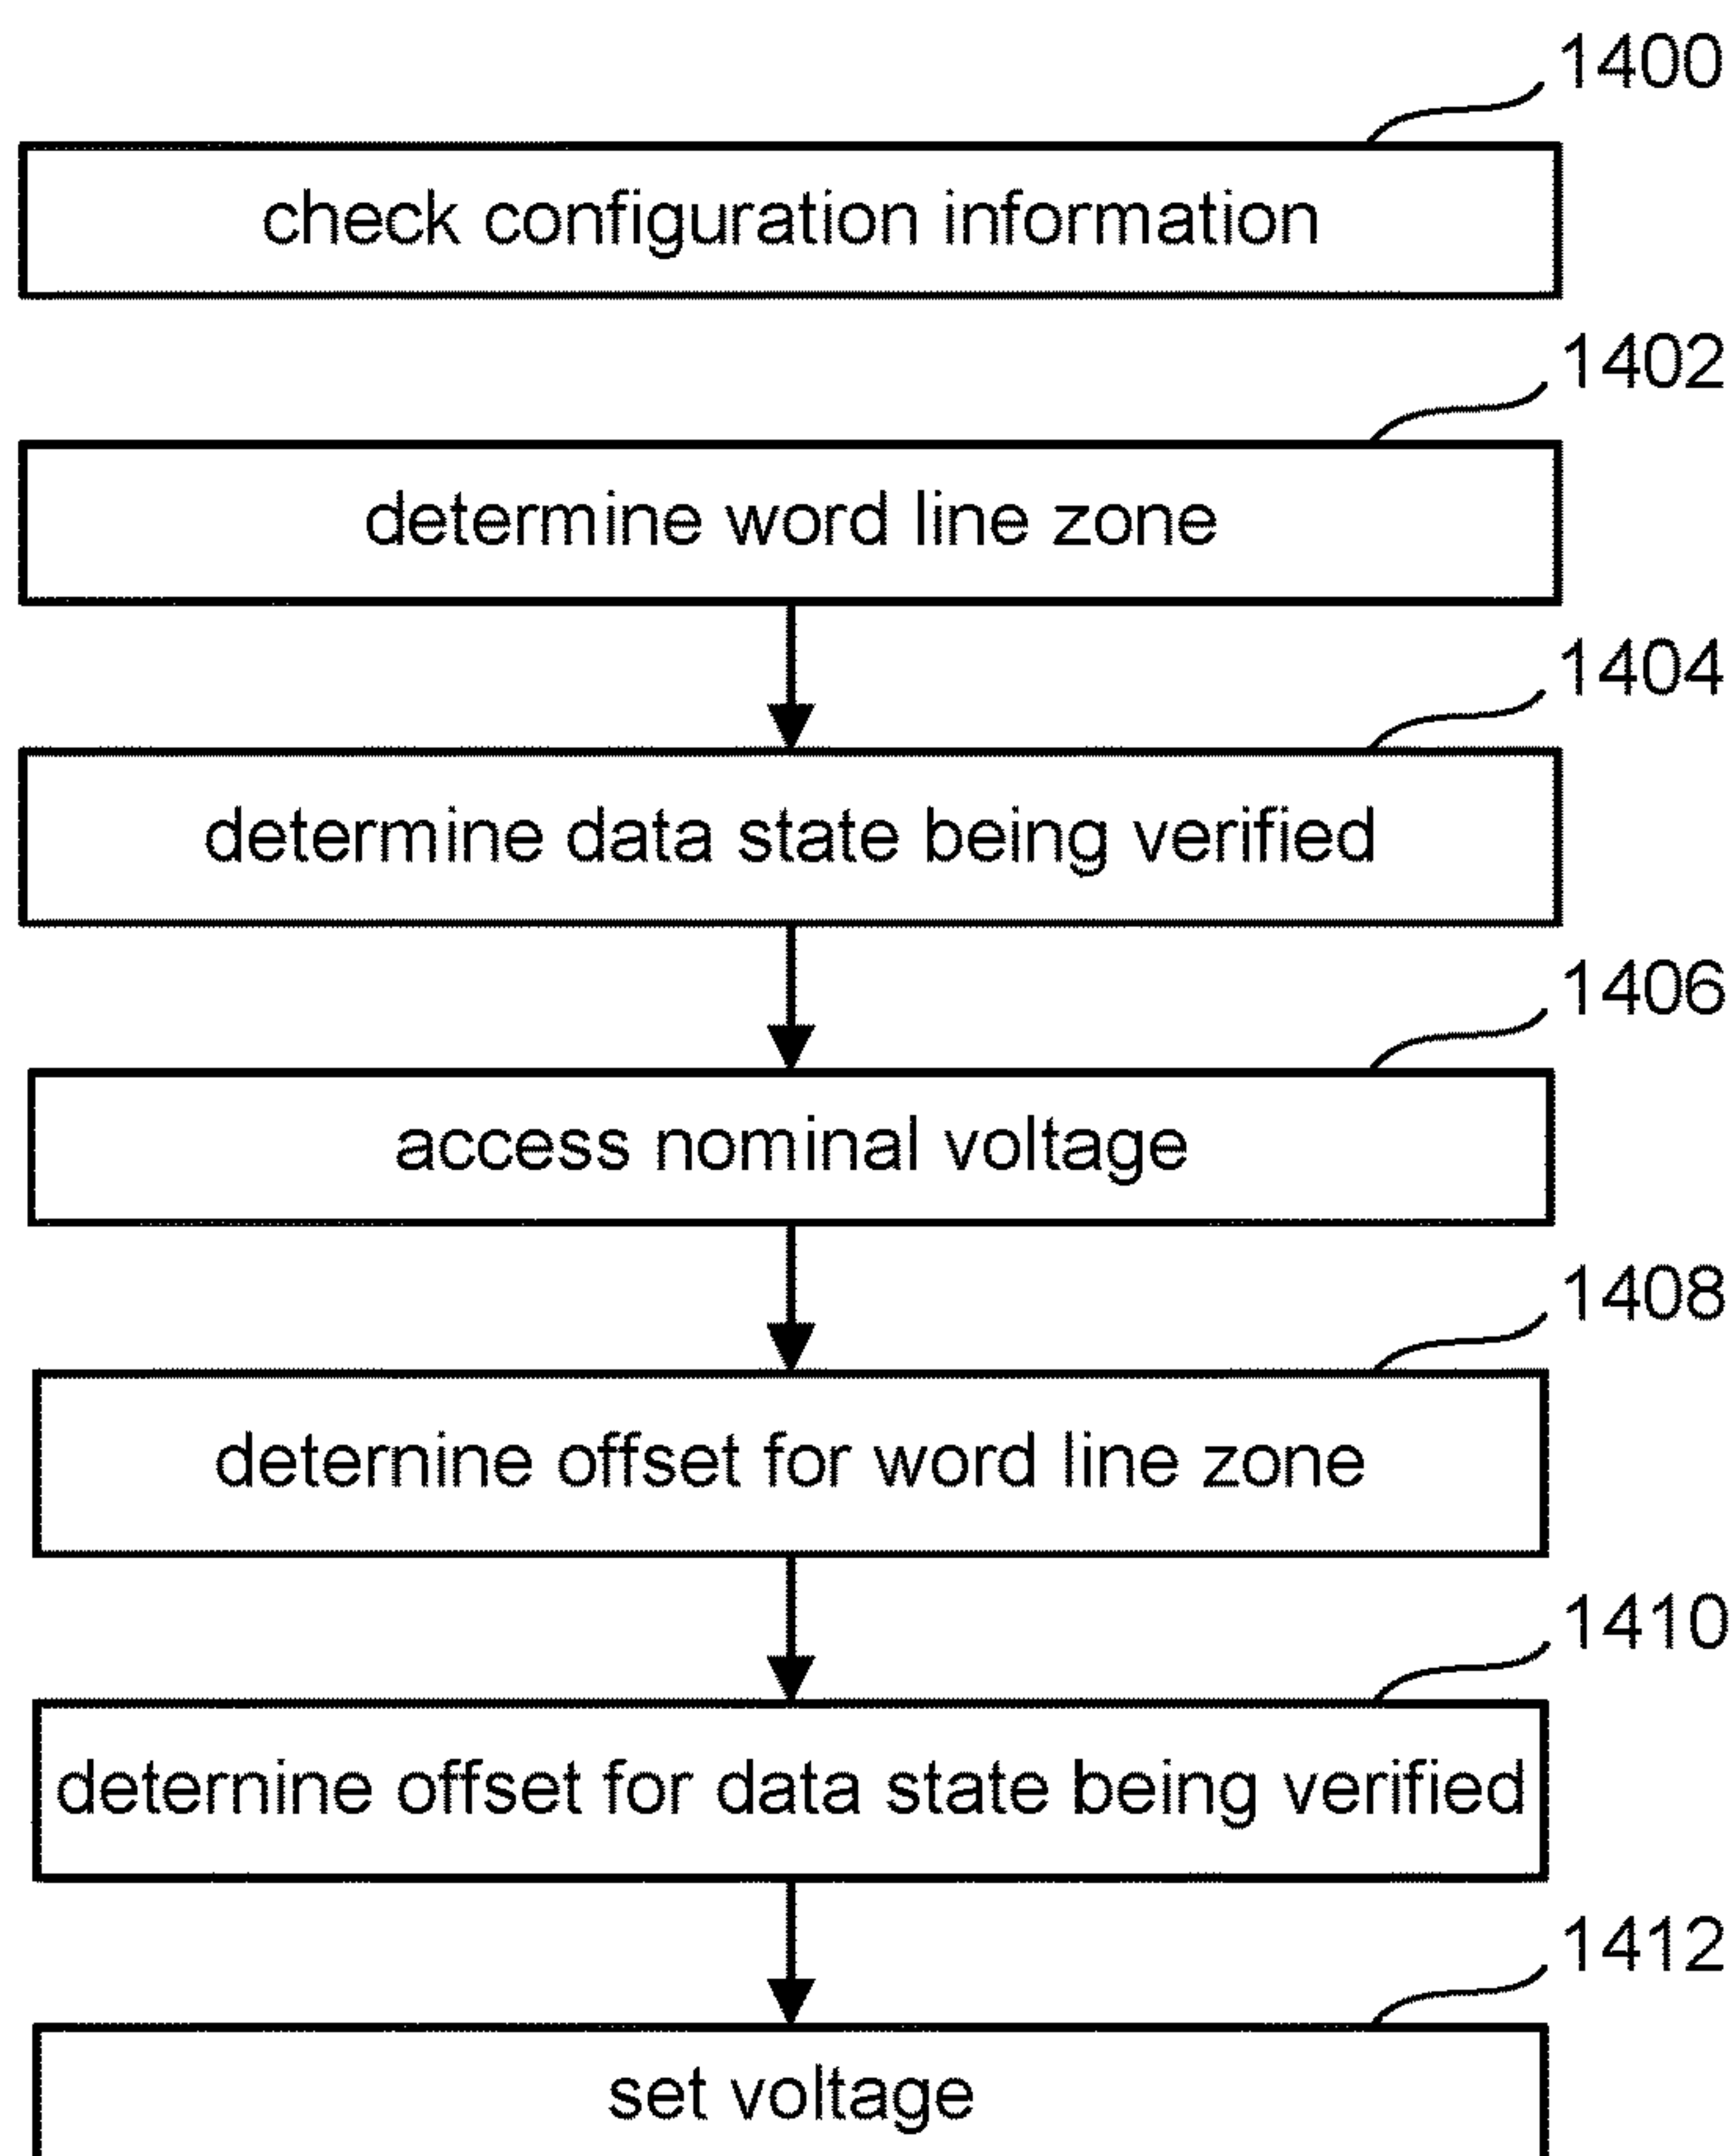 1400
check configuration information
1402
determine word line zone
1404
determine data state being verified
1406
access nominal voltage
1408
deternine offset for word line zone
1410
deternine offset for data state being verified
1412
set voltage